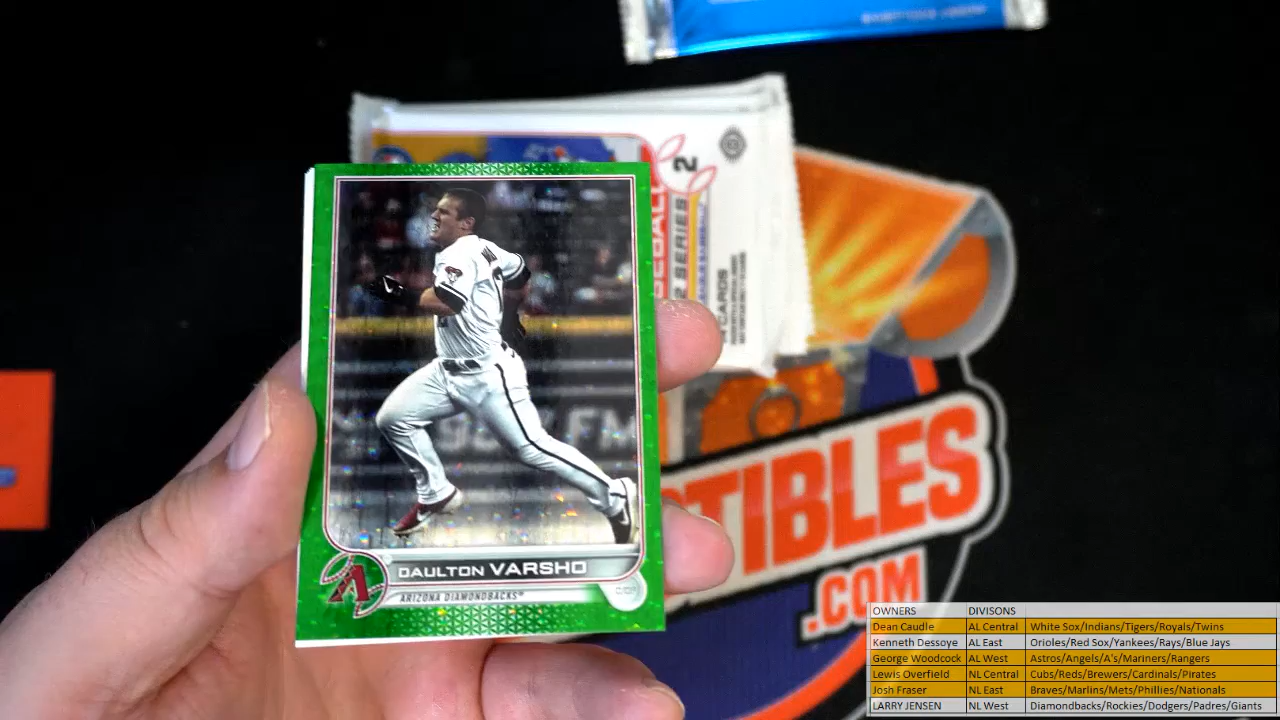 2
BASEBALL
2 SERIES
CARDS
DAULTON VARSHO
ARIZONA DIAMONDBACKS
TIBLES
.COM
OWNERS DIVISONS
Dean Caudle AL Central White Sox/Indians/Tigers/Royals/Twins
Kenneth Dessoye AL East Orioles/Red Sox/Yankees/Rays/Blue Jays
George Woodcock AL West Astros/Angels/A's/Mariners/Rangers
Lewis Overfield NL Central Cubs/Reds/Brewers/Cardinals/Pirates
Josh Fraser NL East Braves/Marlins/Mets/Phillies/Nationals
LARRY JENSEN NL West Diamondbacks/Rockies/Dodgers/Padres/Giants